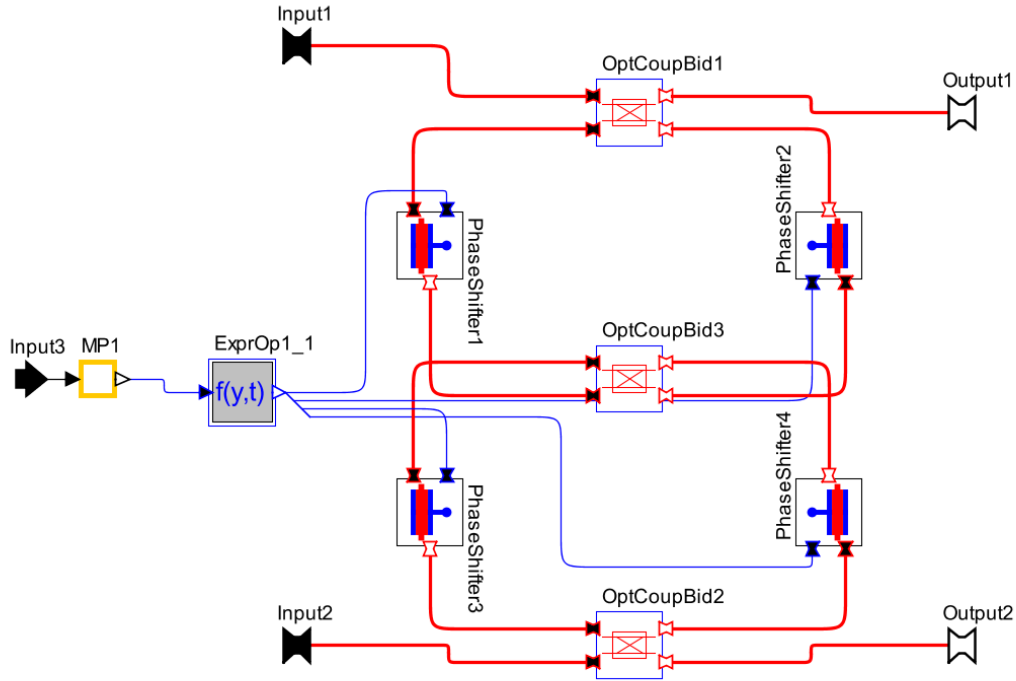 Input1
OptCoupBid1
Output1
PhaseShifter2
PhaseShifter1
OptCoupBid3
Input3
MP1
ExprOp1_1
f(y,t)
PhaseShifter4
PhaseShifter3
Input2
OptCoupBid2
Output2